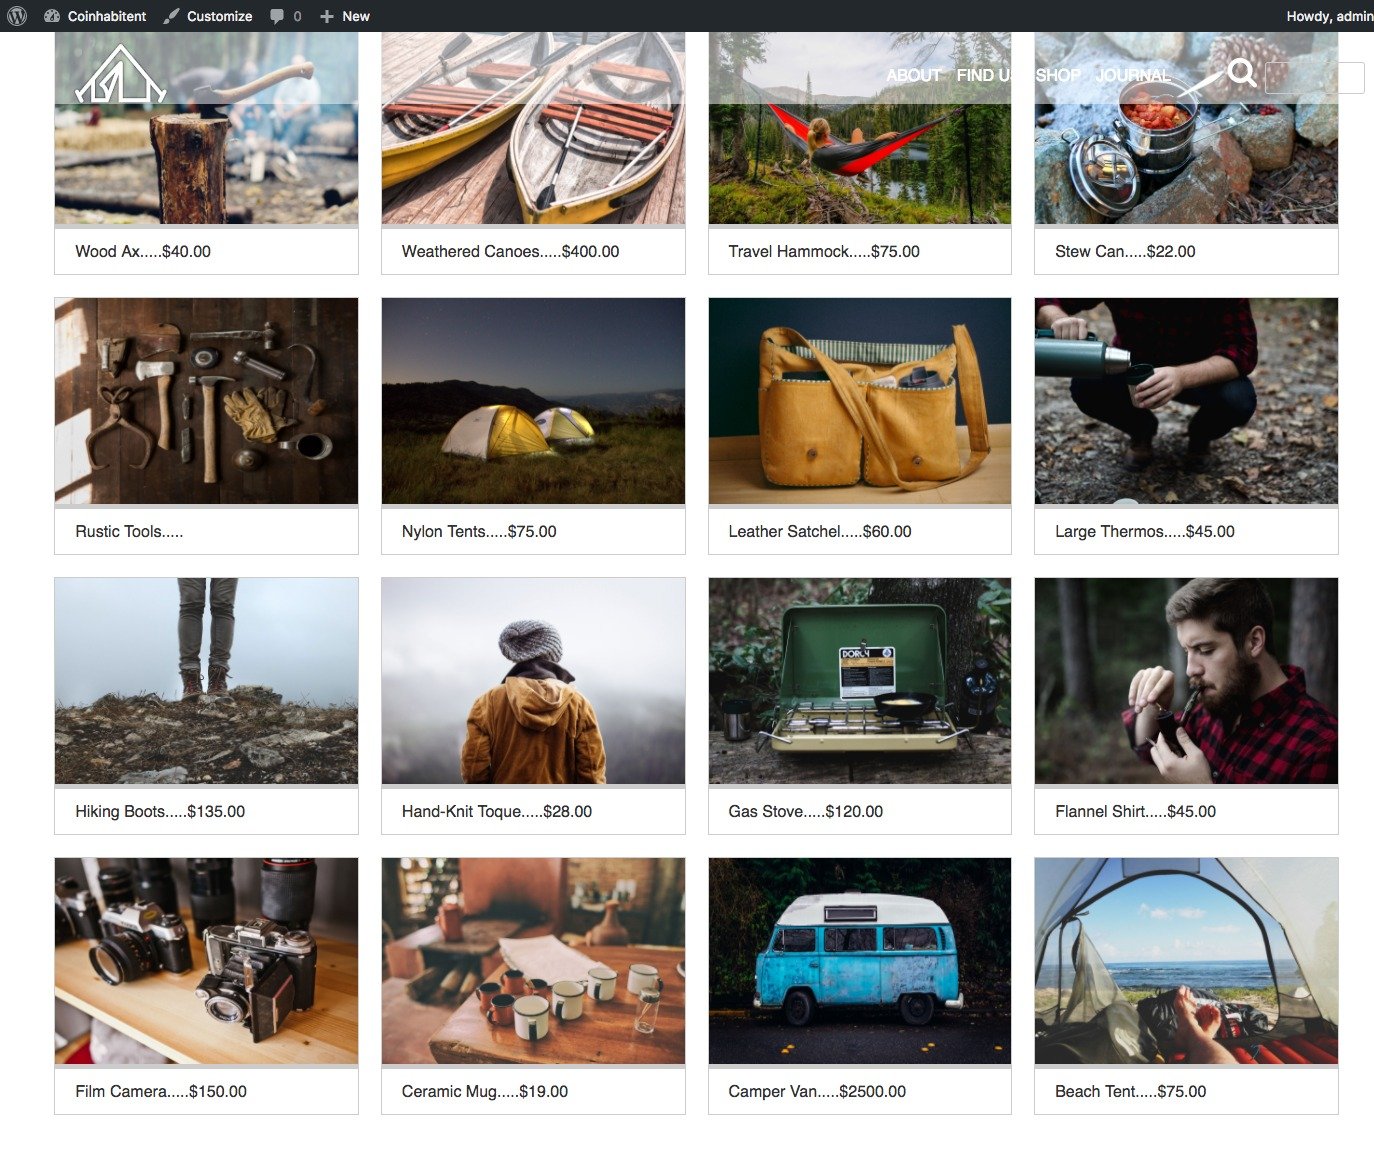 Coinhabitent Customize 0 New Howdy, admin
ABOUT FIND US SHOP JOURNAL
Wood Ax.....$40.00
Weathered Canoes.....$400.00
Travel Hammock.....$75.00
Stew Can.....$22.00
Rustic Tools.....
Nylon Tents.....$75.00
Leather Satchel.....$60.00
Large Thermos.....$45.00
DORCY
Hiking Boots.....$135.00
Hand-Knit Toque.....$28.00
Gas Stove.....$120.00
Flannel Shirt.....$45.00
Film Camera.....$150.00
Ceramic Mug.....$19.00
Camper Van.....$2500.00
Beach Tent.....$75.00